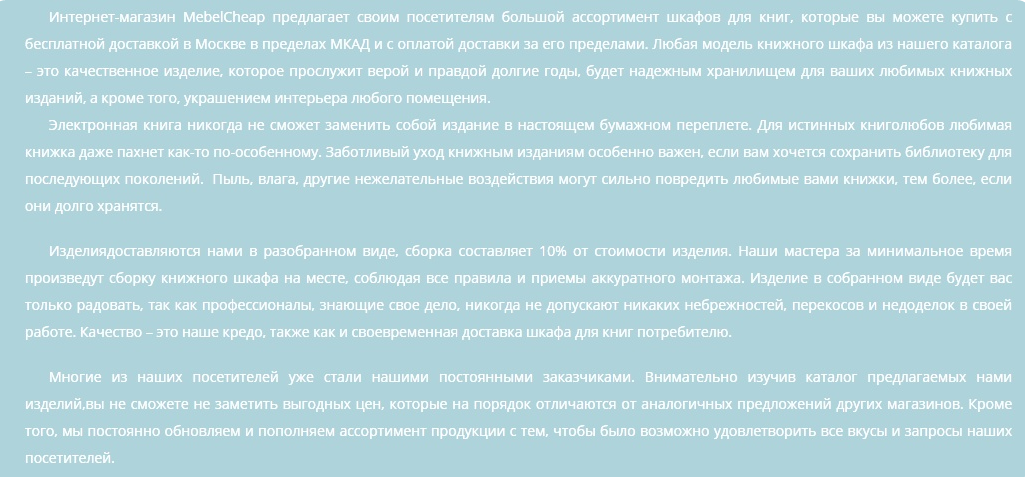 Интернет-магазин MebelCheap предлагает своим посетителям большой ассортимент шкафов для книг, которые вы можете купить с
бесплатной доставкой в Москве в пределах МКАД и с оплатой доставки за его пределами. Любая модель книжного шкафа из нашего каталога
– это качественное изделие, которое прослужит верой и правдой долгие годы, будет надежным хранилищем для ваших любимых книжных
изданий, а кроме того, украшением интерьера любого помещения.
Электронная книга никогда не сможет заменить собой издание в настоящем бумажном переплете. Для истинных книголюбов любимая
книжка даже пахнет как-то по-особенному. Заботливый уход книжным изданиям особенно важен, если вам хочется сохранить библиотеку для
последующих поколений. Пыль, влага, другие нежелательные воздействия могут сильно повредить любимые вами книжки, тем более, если
они долго хранятся.
Изделиядоставляются нами в разобранном виде, сборка составляет 10% от стоимости изделия. Наши мастера за минимальное время
произведут сборку книжного шкафа на месте, соблюдая все правила и приемы аккуратного монтажа. Изделие в собранном виде будет вас
только радовать, так как профессионалы, знающие свое дело, никогда не допускают никаких небрежностей, перекосов и недоделок в своей
работе. Качество – это наше кредо, также как и своевременная доставка шкафа для книг потребителю.
Многие из наших посетителей уже стали нашими постоянными заказчиками. Внимательно изучив каталог предлагаемых нами
изделий,вы не сможете не заметить выгодных цен, которые на порядок отличаются от аналогичных предложений других магазинов. Кроме
того, мы постоянно обновляем и пополняем ассортимент продукции с тем, чтобы было возможно удовлетворить все вкусы и запросы наших
посетителей.